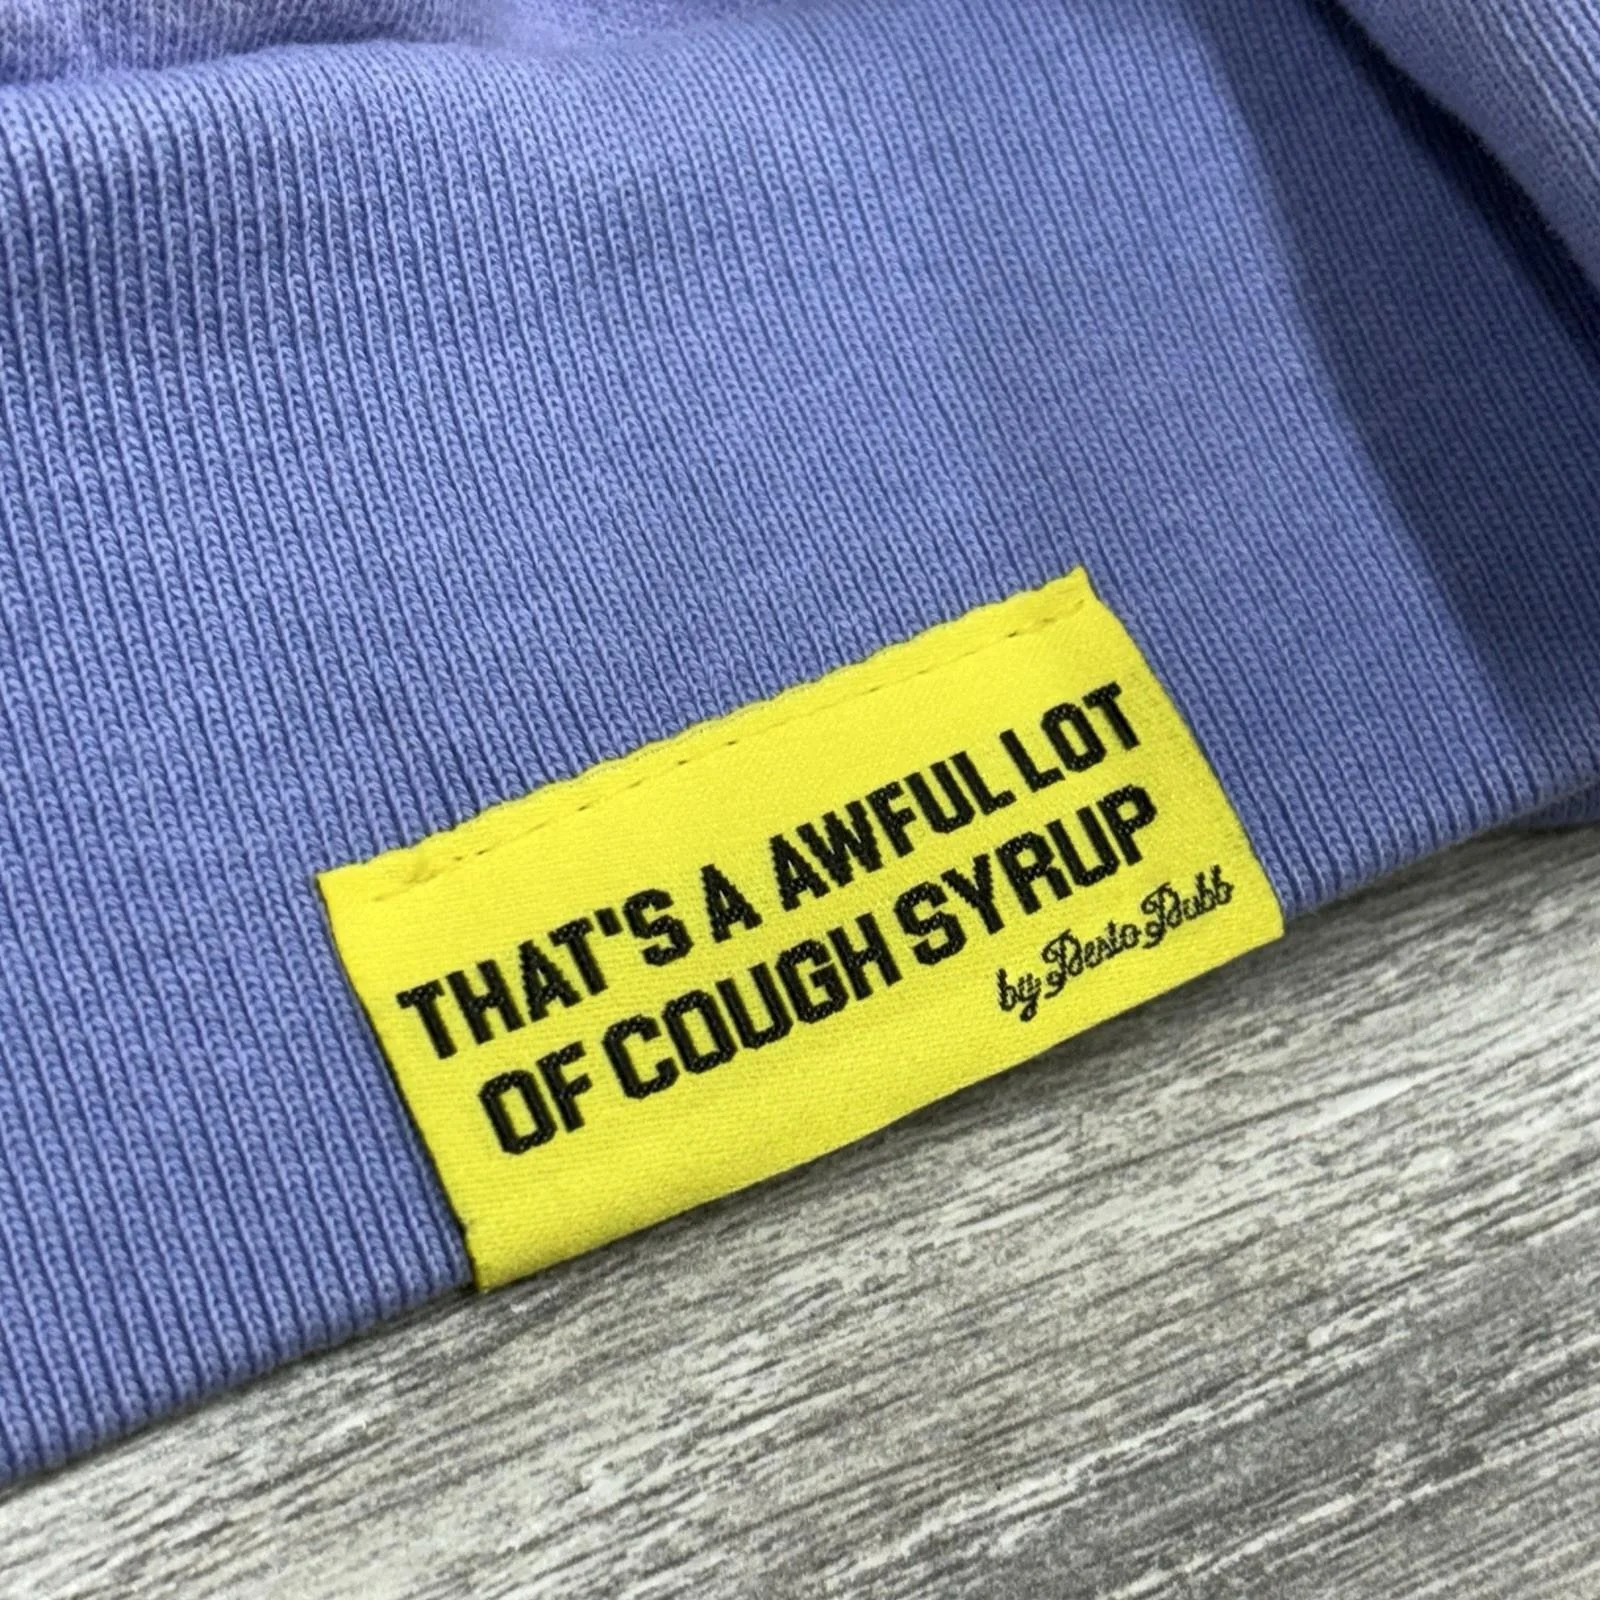 THAT'S A AWFUL LOT
OF COUGH SYRUP
by Desto Dubb